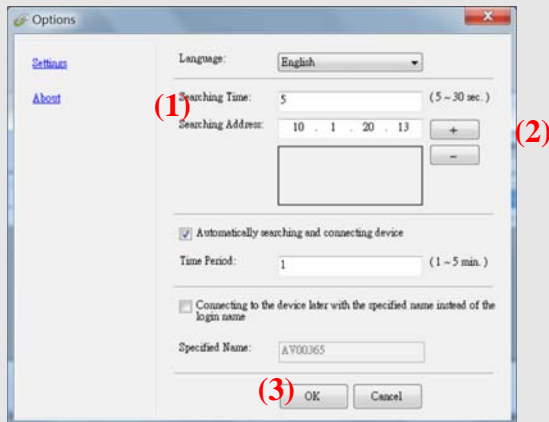 Options
Settings
About
Language: English
(1)
Searching Time: 5 (5 ~ 30 sec.)
Searching Address: 10 . 1 . 20 . 13 +
(2)
-
Automatically searching and connecting device
Time Period: 1 (1 ~ 5 min.)
Connecting to the device later with the specified name instead of the
login name
Specified Name: AV00365
(3)
OK Cancel